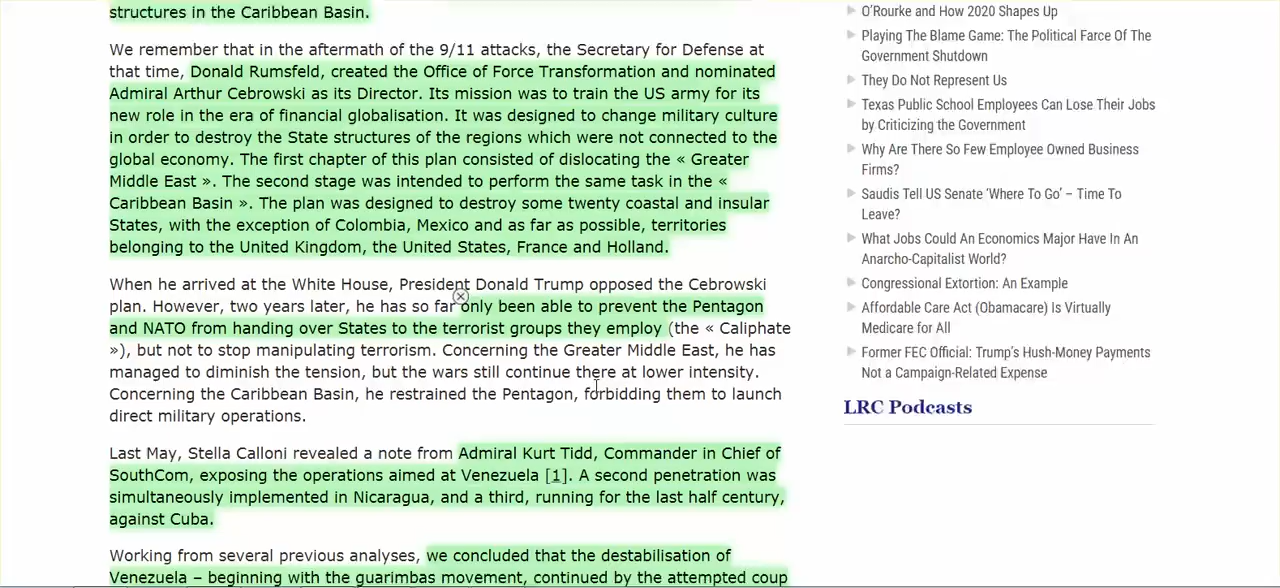 structures in the Caribbean Basin.
We remember that in the aftermath of the 9/11 attacks, the Secretary for Defense at
that time, Donald Rumsfeld, created the Office of Force Transformation and nominated
Admiral Arthur Cebrowski as its Director. Its mission was to train the US army for its
new role in the era of financial globalisation. It was designed to change military culture
in order to destroy the State structures of the regions which were not connected to the
global economy. The first chapter of this plan consisted of dislocating the « Greater
Middle East ». The second stage was intended to perform the same task in the «
Caribbean Basin ». The plan was designed to destroy some twenty coastal and insular
States, with the exception of Colombia, Mexico and as far as possible, territories
belonging to the United Kingdom, the United States, France and Holland.
When he arrived at the White House, President Donald Trump opposed the Cebrowski
plan. However, two years later, he has so far only been able to prevent the Pentagon
and NATO from handing over States to the terrorist groups they employ (the « Caliphate
»), but not to stop manipulating terrorism. Concerning the Greater Middle East, he has
managed to diminish the tension, but the wars still continue there at lower intensity.
Concerning the Caribbean Basin, he restrained the Pentagon, forbidding them to launch
direct military operations.
Last May, Stella Calloni revealed a note from Admiral Kurt Tidd, Commander in Chief of
SouthCom, exposing the operations aimed at Venezuela [1]. A second penetration was
simultaneously implemented in Nicaragua, and a third, running for the last half century,
against Cuba.
Working from several previous analyses, we concluded that the destabilisation of
Venezuela – beginning with the guarimbas movement, continued by the attempted coup
O'Rourke and How 2020 Shapes Up
Playing The Blame Game: The Political Farce Of The
Government Shutdown
They Do Not Represent Us
Texas Public School Employees Can Lose Their Jobs
by Criticizing the Government
Why Are There So Few Employee Owned Business
Firms?
Saudis Tell US Senate 'Where To Go' – Time To
Leave?
What Jobs Could An Economics Major Have In An
Anarcho-Capitalist World?
Congressional Extortion: An Example
Affordable Care Act (Obamacare) Is Virtually
Medicare for All
Former FEC Official: Trump's Hush-Money Payments
Not a Campaign-Related Expense
LRC Podcasts